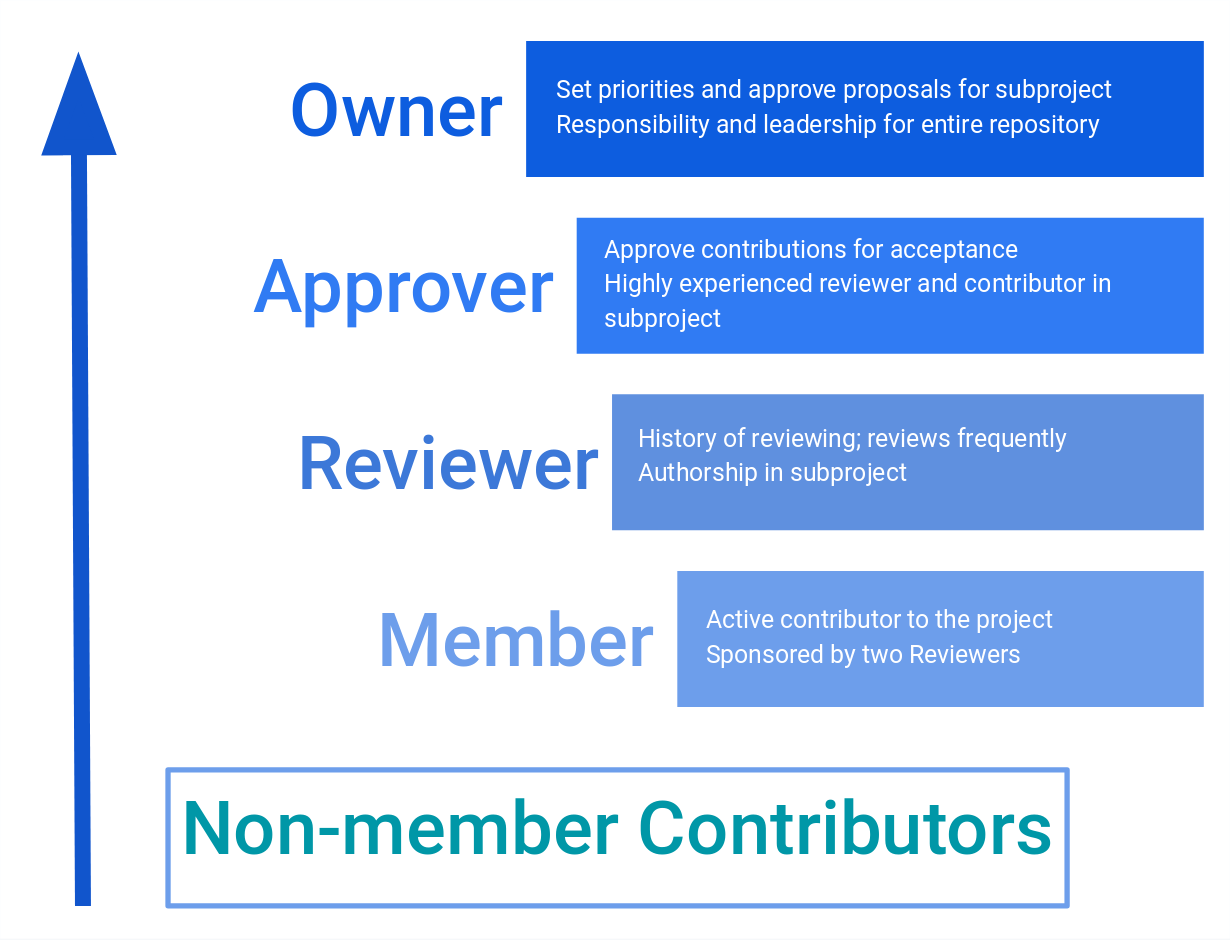 Owner
Set priorities and approve proposals for subproject
Responsibility and leadership for entire repository
Approver
Approve contributions for acceptance
Highly experienced reviewer and contributor in
subproject
Reviewer
History of reviewing; reviews frequently
Authorship in subproject
Member
Active contributor to the project
Sponsored by two Reviewers
Non-member Contributors